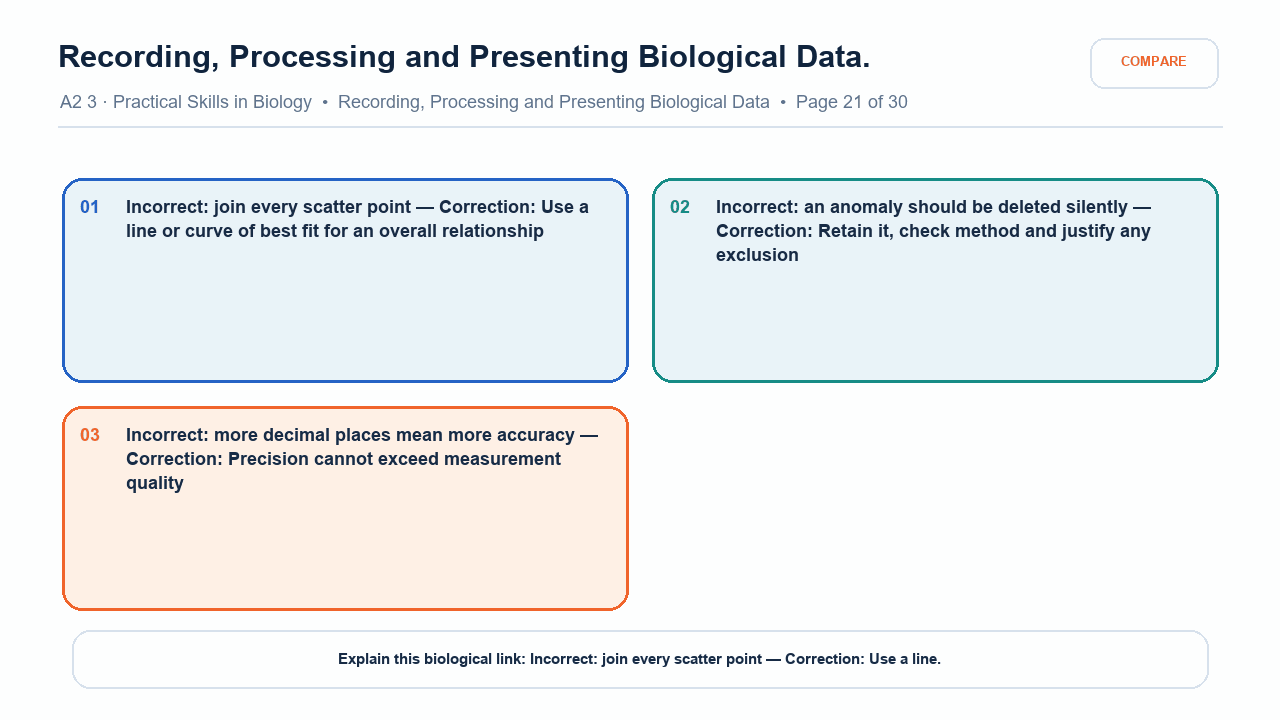 Recording, Processing and Presenting Biological Data.
COMPARE
A2 3 · Practical Skills in Biology • Recording, Processing and Presenting Biological Data • Page 21 of 30
01 Incorrect: join every scatter point — Correction: Use a
line or curve of best fit for an overall relationship
02 Incorrect: an anomaly should be deleted silently —
Correction: Retain it, check method and justify any
exclusion
03 Incorrect: more decimal places mean more accuracy —
Correction: Precision cannot exceed measurement
quality
Explain this biological link: Incorrect: join every scatter point — Correction: Use a line.